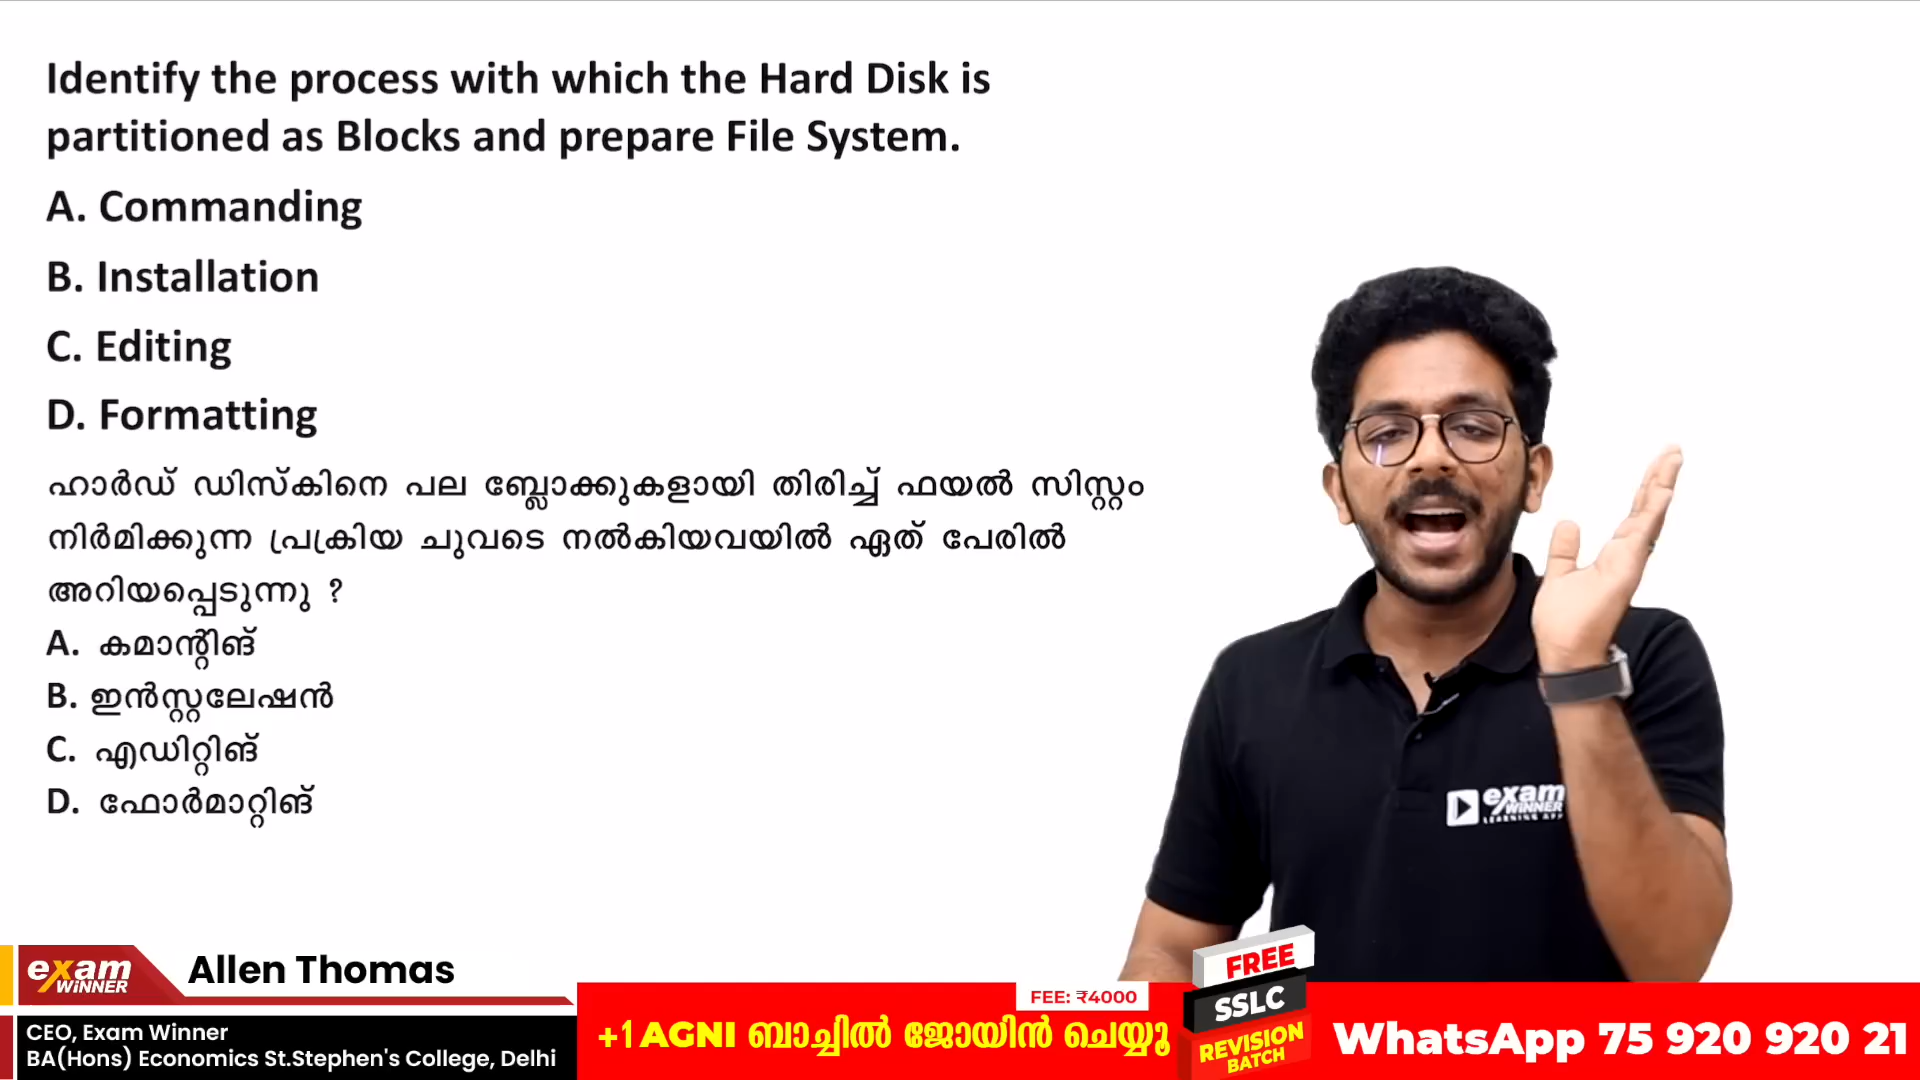 Identify the process with which the Hard Disk is
partitioned as Blocks and prepare File System.
A. Commanding
B. Installation
C. Editing
D. Formatting
ഹാർഡ് ഡിസ്കിനെ പല ബ്ലോക്കുകളായി തിരിച്ച് ഫയൽ സിസ്റ്റം
നിർമിക്കുന്ന പ്രക്രിയ ചുവടെ നൽകിയവയിൽ ഏത് പേരിൽ
അറിയപ്പെടുന്നു ?
A. കമാന്റിങ്
B. ഇൻസ്റ്റലേഷൻ
C. എഡിറ്റിങ്
D. ഫോർമാറ്റിങ്
exam
WINNER
LEARNING APP
exam
WINNER
Allen Thomas
CEO, Exam Winner
BA(Hons) Economics St.Stephen's College, Delhi
FEE: ₹4000
+1 AGNI ബാച്ചിൽ ജോയിൻ ചെയ്യൂ
FREE
SSLC
REVISION
BATCH
WhatsApp 75 920 920 21